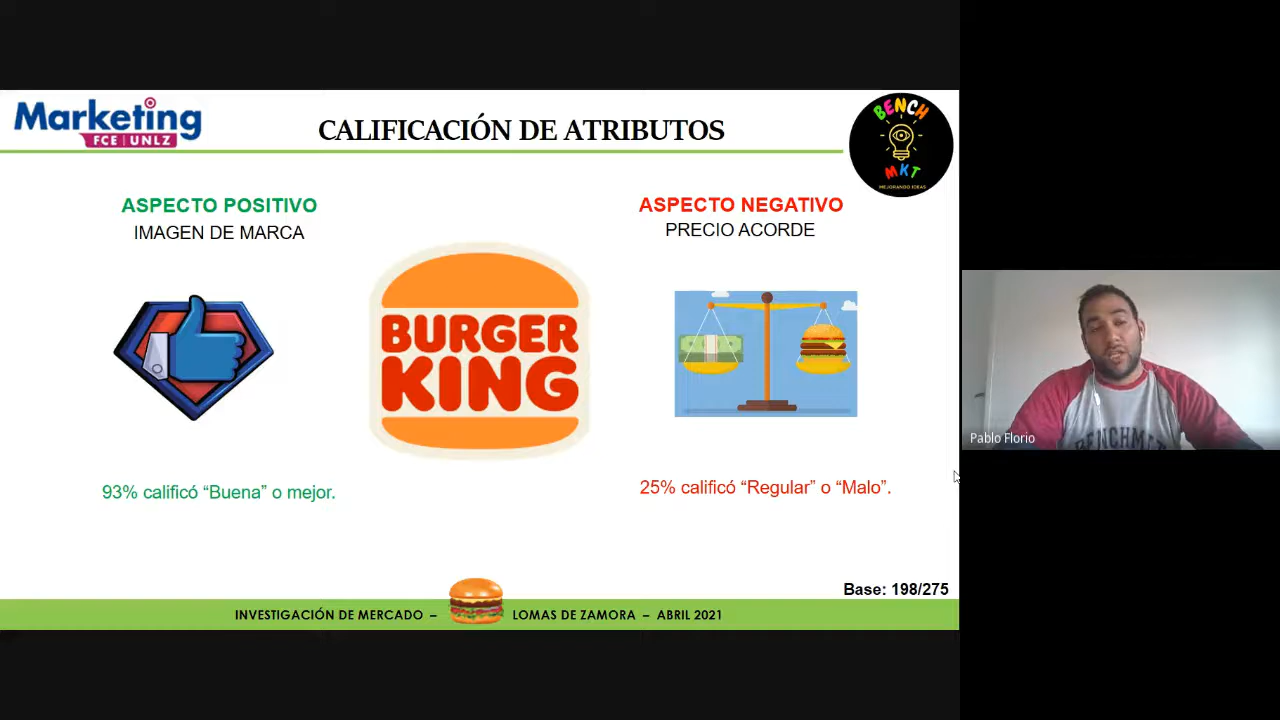 Marketing
FCE | UNLZ
CALIFICACIÓN DE ATRIBUTOS
BENCH
MKT
MEJORANDO IDEAS
ASPECTO POSITIVO
IMAGEN DE MARCA
ASPECTO NEGATIVO
PRECIO ACORDE
BURGER
KING
93% calificó “Buena” o mejor.
25% calificó “Regular” o “Malo”.
Base: 198/275
INVESTIGACIÓN DE MERCADO – LOMAS DE ZAMORA – ABRIL 2021
Pablo Florio